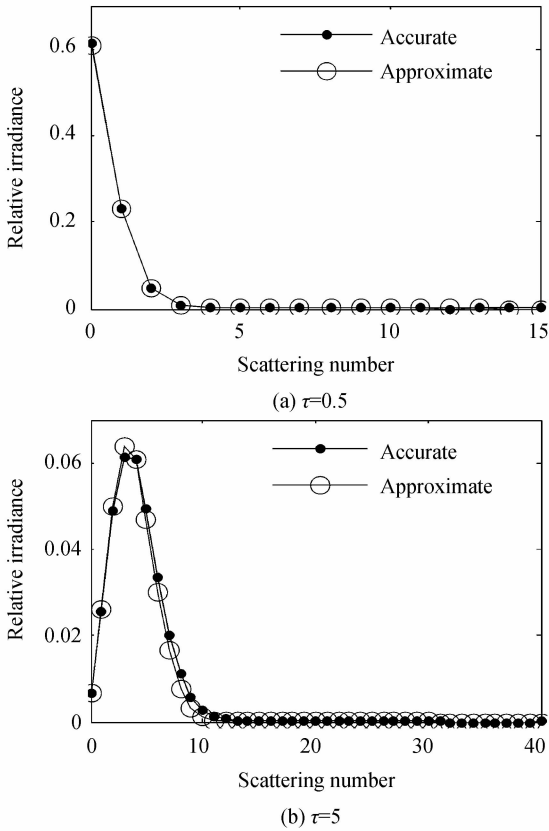 0.6
0.4
0.2
0
Relative irradiance
Accurate
Approximate
0
5
10
15
Scattering number
(a) τ=0.5
0.06
0.04
0.02
0
Relative irradiance
Accurate
Approximate
0
10
20
30
40
Scattering number
(b) τ=5